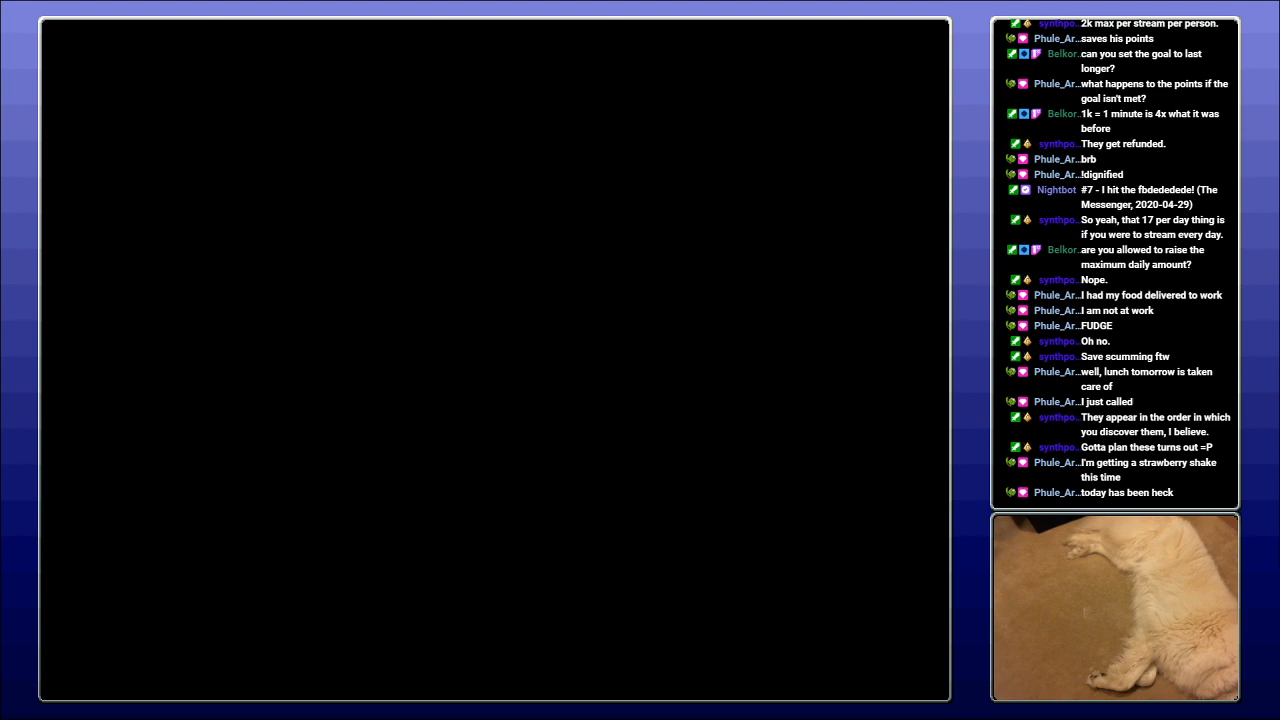 synthpo.. 2k max per stream per person.
Phule_Ar... saves his points
Belkor.. can you set the goal to last
longer?
Phule_Ar... what happens to the points if the
goal isn't met?
Belkor.. 1k = 1 minute is 4x what it was
before
synthpo.. They get refunded.
Phule_Ar... brb
Phule_Ar... !dignified
Nightbot #7 - I hit the fbdededede! (The
Messenger, 2020-04-29)
synthpo.. So yeah, that 17 per day thing is
if you were to stream every day.
Belkor.. are you allowed to raise the
maximum daily amount?
synthpo.. Nope.
Phule_Ar... I had my food delivered to work
Phule_Ar... I am not at work
Phule_Ar... FUDGE
synthpo.. Oh no.
synthpo.. Save scumming ftw
Phule_Ar... well, lunch tomorrow is taken
care of
Phule_Ar... I just called
synthpo.. They appear in the order in which
you discover them, I believe.
synthpo.. Gotta plan these turns out =P
Phule_Ar... I'm getting a strawberry shake
this time
Phule_Ar... today has been heck